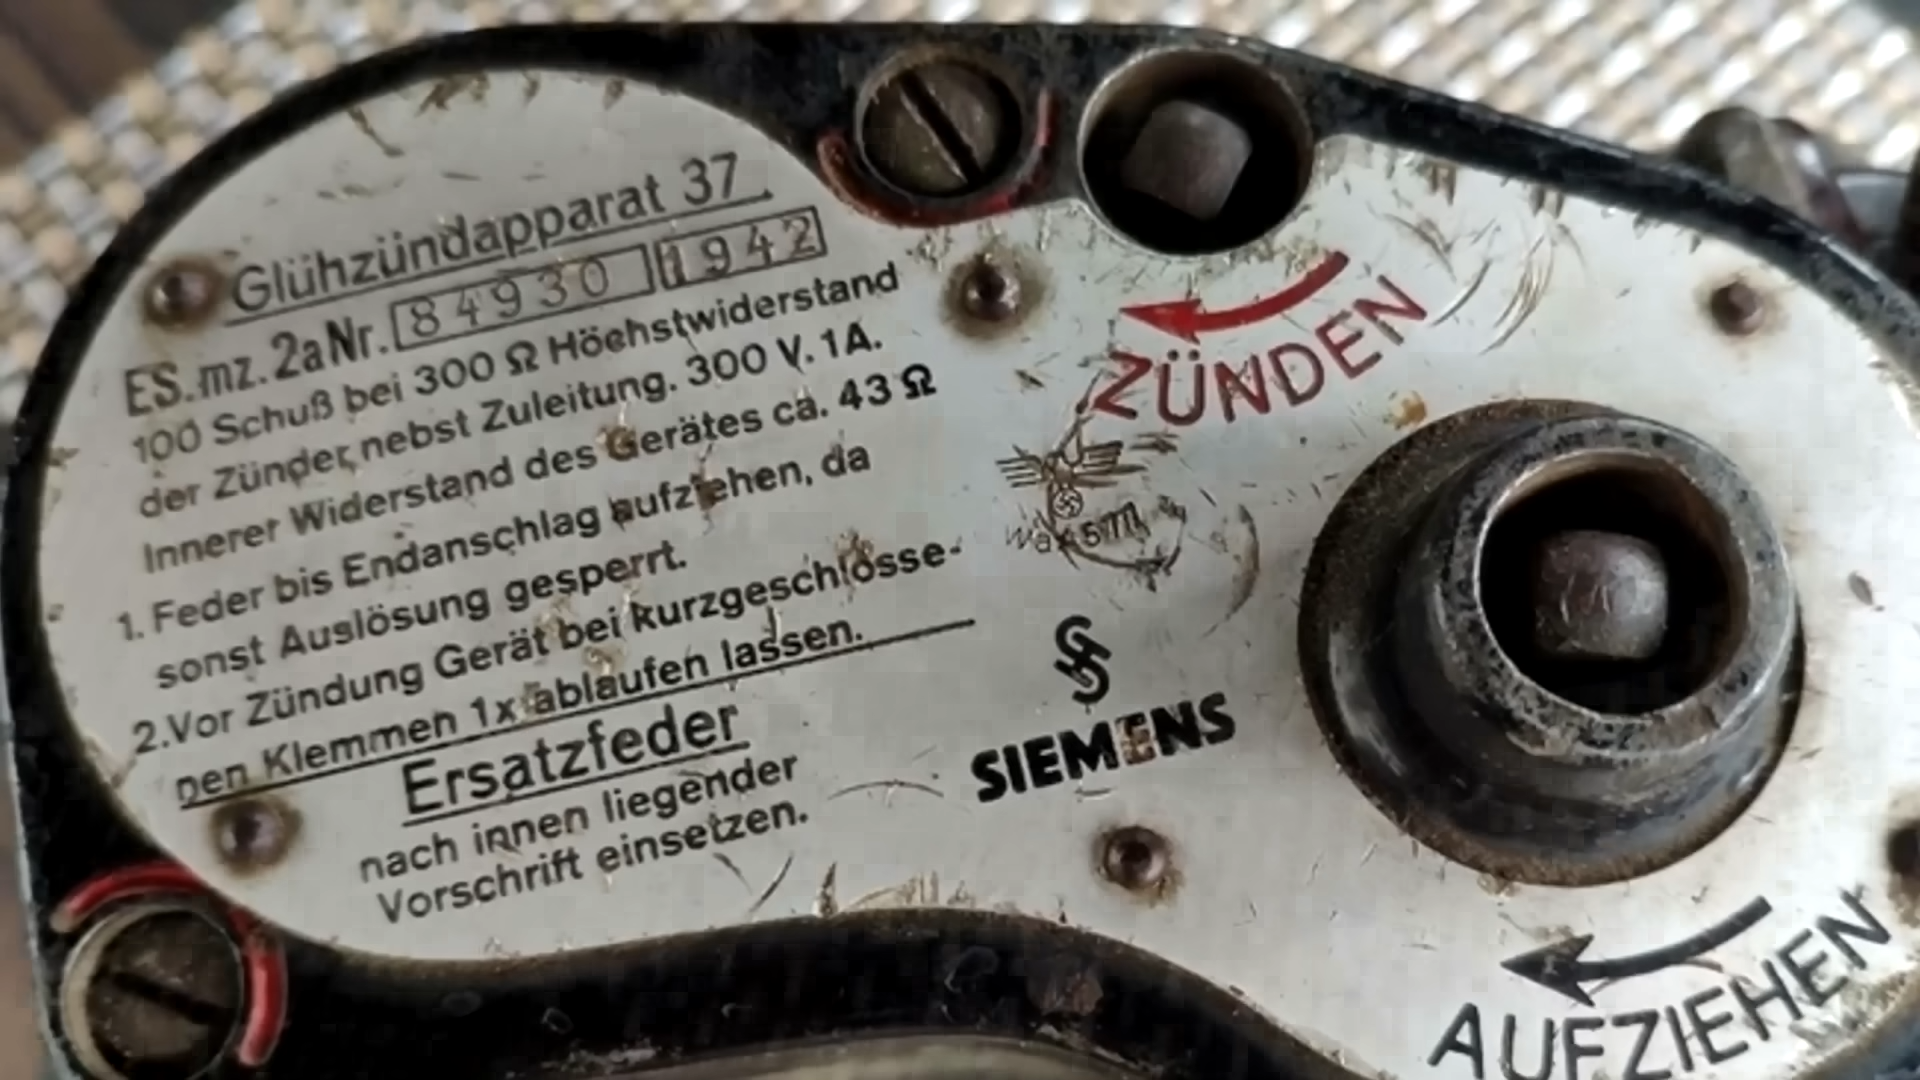 Glühzündapparat 37
ES.mz.2a Nr. 84930 1942
100 Schuß bei 300 Ω Höchstwiderstand
der Zünder nebst Zuleitung. 300 V. 1A.
Innerer Widerstand des Gerätes ca. 43 Ω
1. Feder bis Endanschlag aufziehen, da
sonst Auslösung gesperrt.
2. Vor Zündung Gerät bei kurzgeschlosse-
nen Klemmen 1x ablaufen lassen.
Ersatzfeder
nach innen liegender
Vorschrift einsetzen.
ZÜNDEN
SIEMENS
AUFZIEHEN